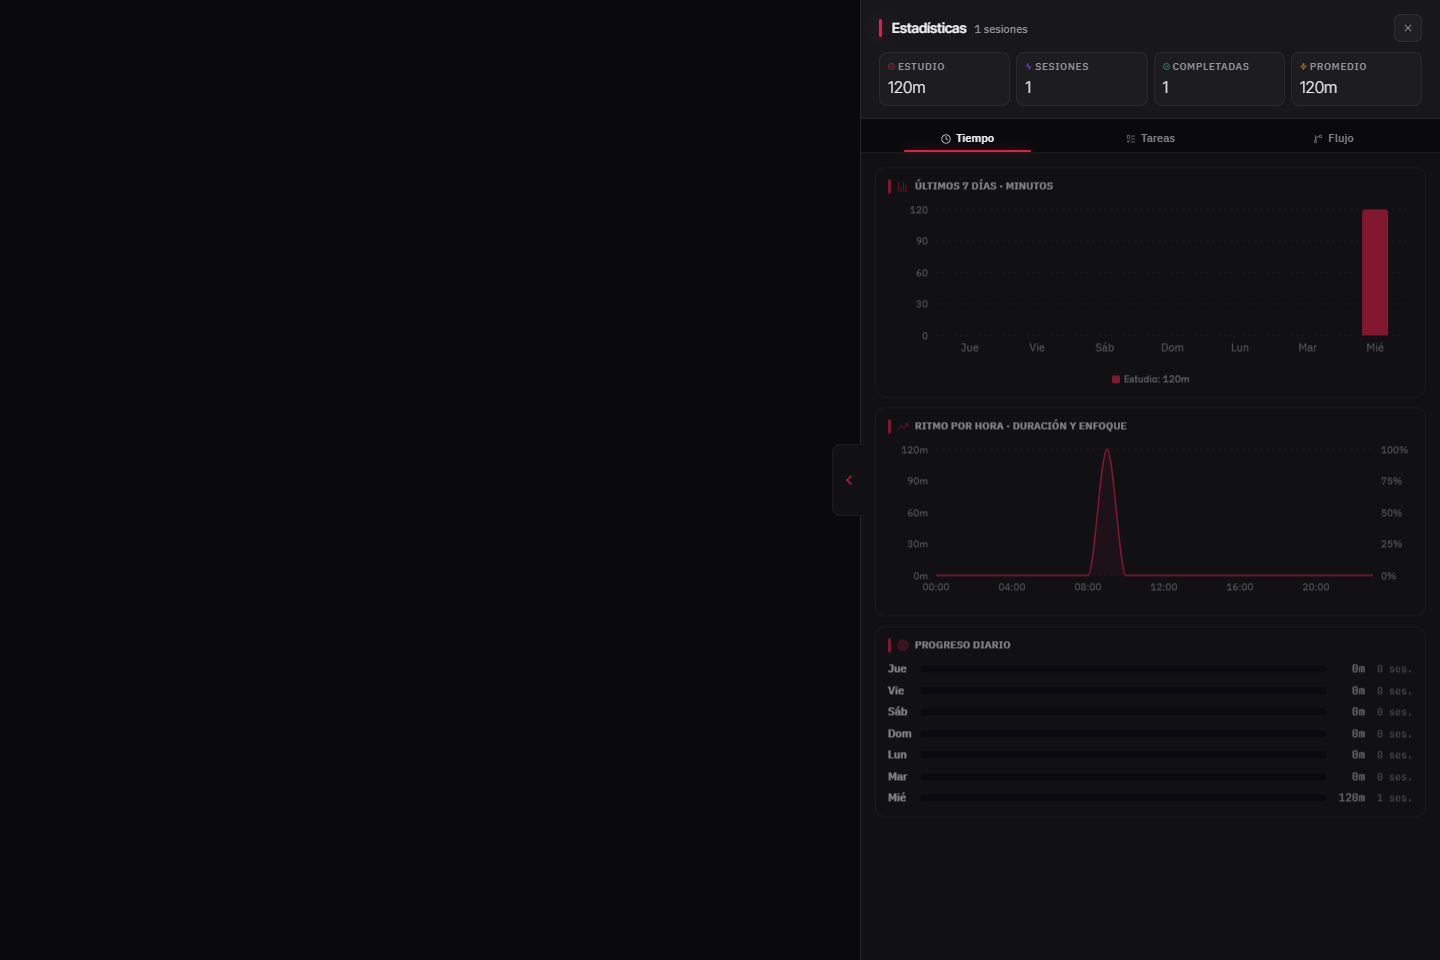 Estadísticas 1 sesiones
ESTUDIO
120m
SESIONES
1
COMPLETADAS
1
PROMEDIO
120m
Tiempo
Tareas
Flujo
ÚLTIMOS 7 DÍAS · MINUTOS
120
90
60
30
0
Jue Vie Sáb Dom Lun Mar Mié
Estudio: 120m
RITMO POR HORA · DURACIÓN Y ENFOQUE
120m 100%
90m 75%
60m 50%
30m 25%
0m 0%
00:00 04:00 08:00 12:00 16:00 20:00
PROGRESO DIARIO
Jue 0m 0 ses.
Vie 0m 0 ses.
Sáb 0m 0 ses.
Dom 0m 0 ses.
Lun 0m 0 ses.
Mar 0m 0 ses.
Mié 120m 1 ses.